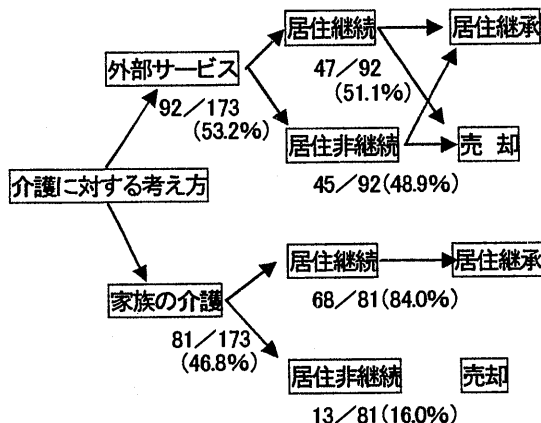 居住継続
居住継承
外部サービス
47／92
(51.1%)
92／173
(53.2%)
居住非継続
売 却
45／92(48.9%)
介護に対する考え方
居住継続
居住継承
家族の介護
68／81(84.0%)
81／173
(46.8%)
居住非継続
売却
13／81(16.0%)